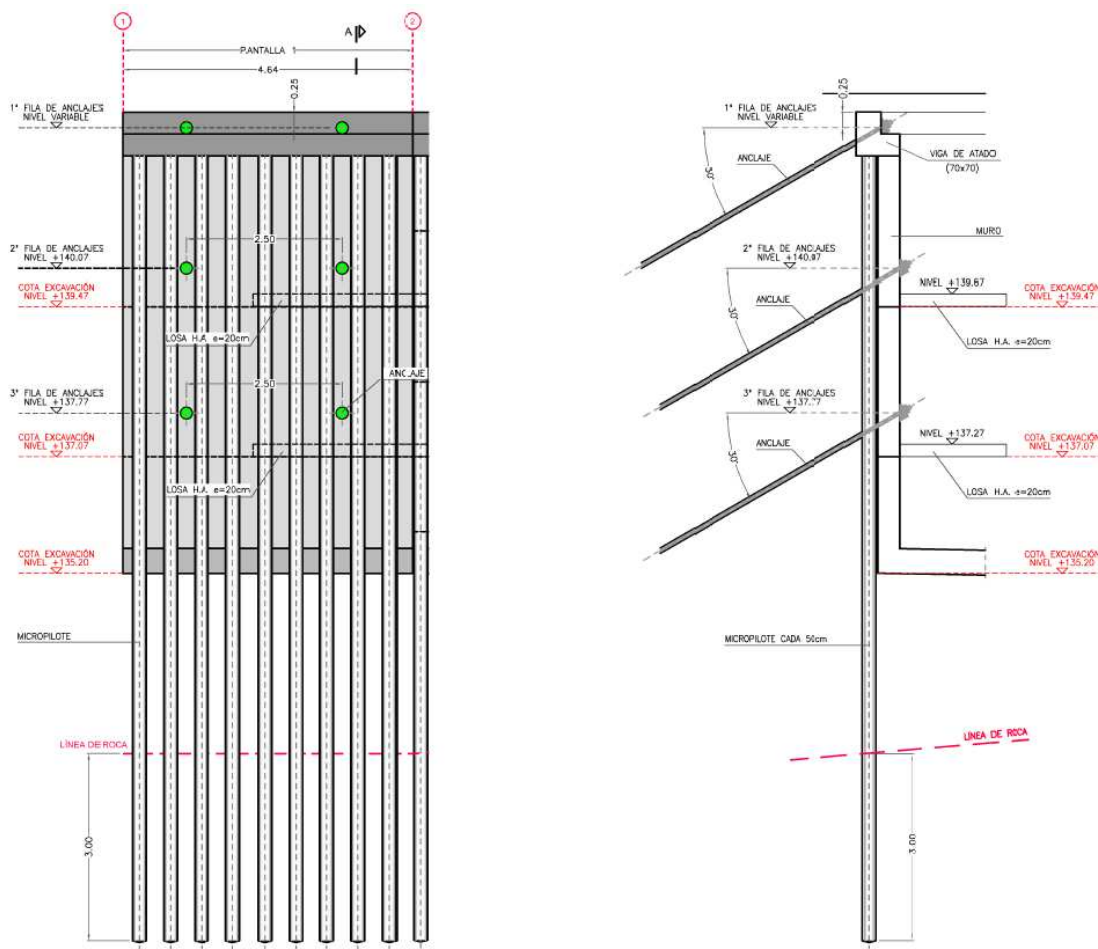 1
2
A
PANTALLA 1
4.64
0.25
1ª FILA DE ANCLAJES
NIVEL VARIABLE
2.50
2ª FILA DE ANCLAJES
NIVEL +140.07
COTA EXCAVACIÓN
NIVEL +139.47
LOSA H.A. e=20cm
2.50
ANCLAJE
3ª FILA DE ANCLAJES
NIVEL +137.77
COTA EXCAVACIÓN
NIVEL +137.07
LOSA H.A. e=20cm
COTA EXCAVACIÓN
NIVEL +135.20
MICROPILOTE
LÍNEA DE ROCA
3.00
0.25
1ª FILA DE ANCLAJES
NIVEL VARIABLE
ANCLAJE
30°
VIGA DE ATADO
(70x70)
MURO
2ª FILA DE ANCLAJES
NIVEL +140.07
NIVEL +139.67
COTA EXCAVACIÓN
NIVEL +139.47
ANCLAJE
30°
LOSA H.A. e=20cm
3ª FILA DE ANCLAJES
NIVEL +137.77
NIVEL +137.27
COTA EXCAVACIÓN
NIVEL +137.07
ANCLAJE
30°
LOSA H.A. e=20cm
COTA EXCAVACIÓN
NIVEL +135.20
MICROPILOTE CADA 50cm
LÍNEA DE ROCA
3.00